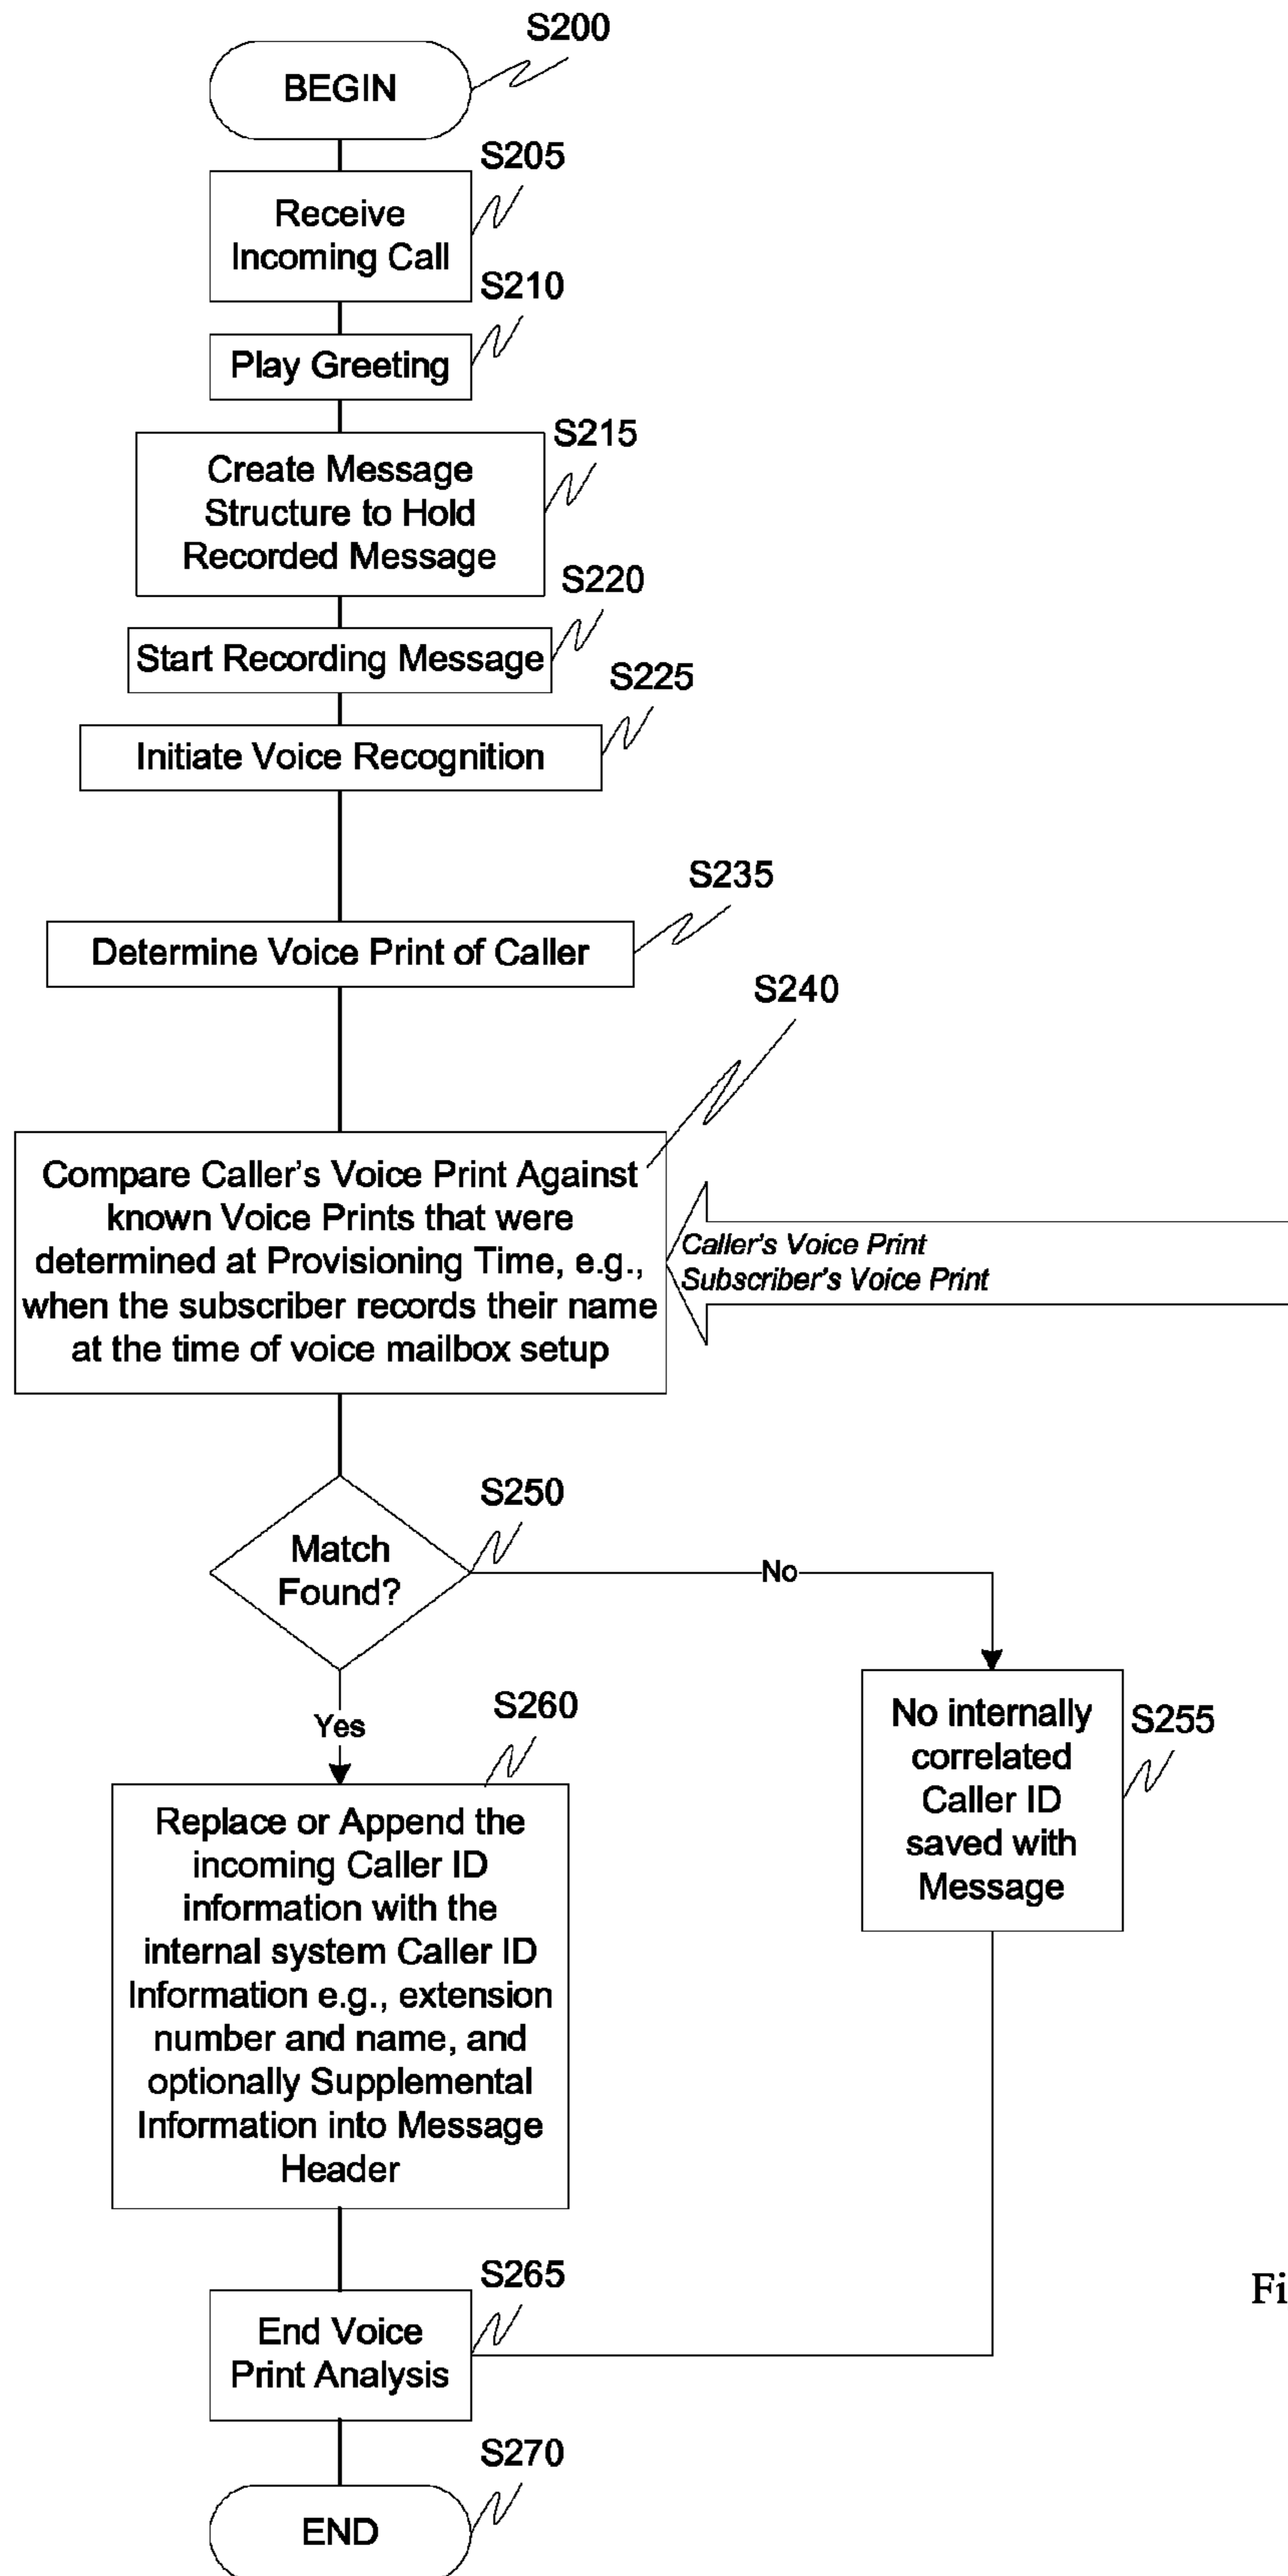 S200
BEGIN
S205
Receive
Incoming Call
S210
Play Greeting
S215
Create Message
Structure to Hold
Recorded Message
S220
Start Recording Message
S225
Initiate Voice Recognition
S235
Determine Voice Print of Caller
S240
Compare Caller's Voice Print Against
known Voice Prints that were
determined at Provisioning Time, e.g.,
when the subscriber records their name
at the time of voice mailbox setup
Caller's Voice Print
Subscriber's Voice Print
S250
Match
Found?
No
Yes
S255
No internally
correlated
Caller ID
saved with
Message
S260
Replace or Append the
incoming Caller ID
information with the
internal system Caller ID
Information e.g., extension
number and name, and
optionally Supplemental
Information into Message
Header
S265
End Voice
Print Analysis
Fi
S270
END